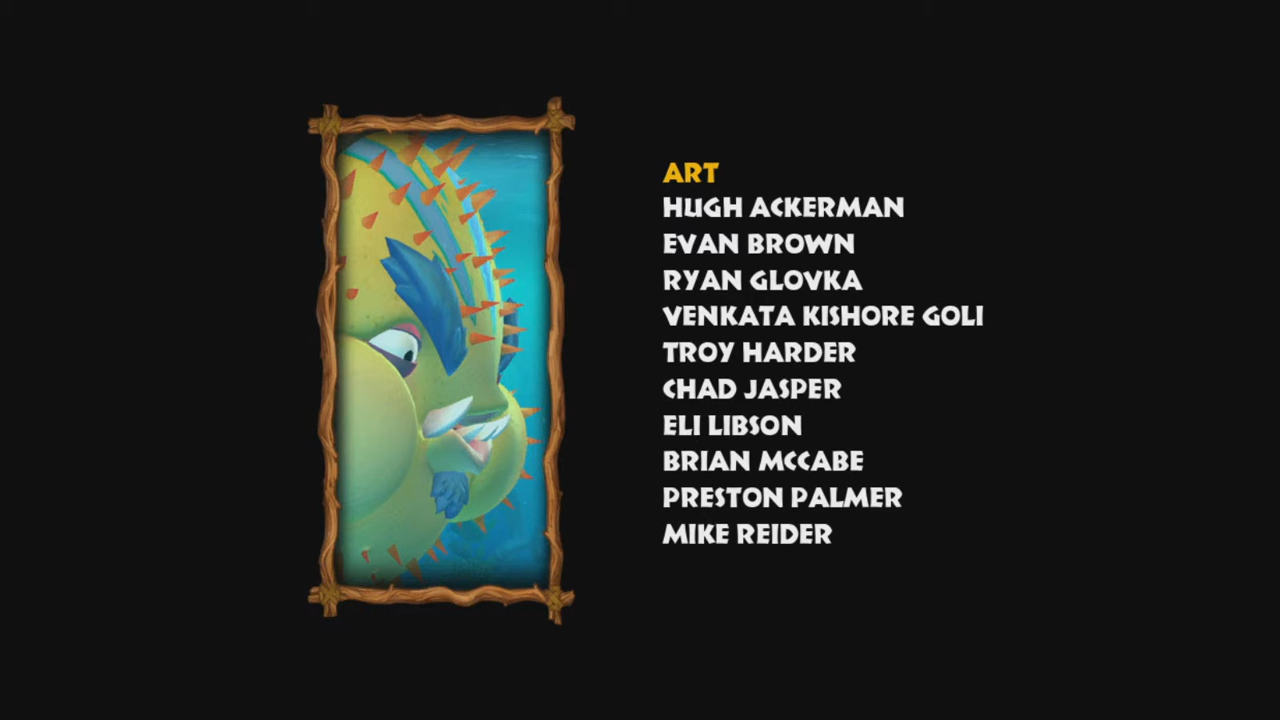 ART
HUGH ACKERMAN
EVAN BROWN
RYAN GLOVKA
VENKATA KISHORE GOLI
TROY HARDER
CHAD JASPER
ELI LIBSON
BRIAN MCCABE
PRESTON PALMER
MIKE REIDER